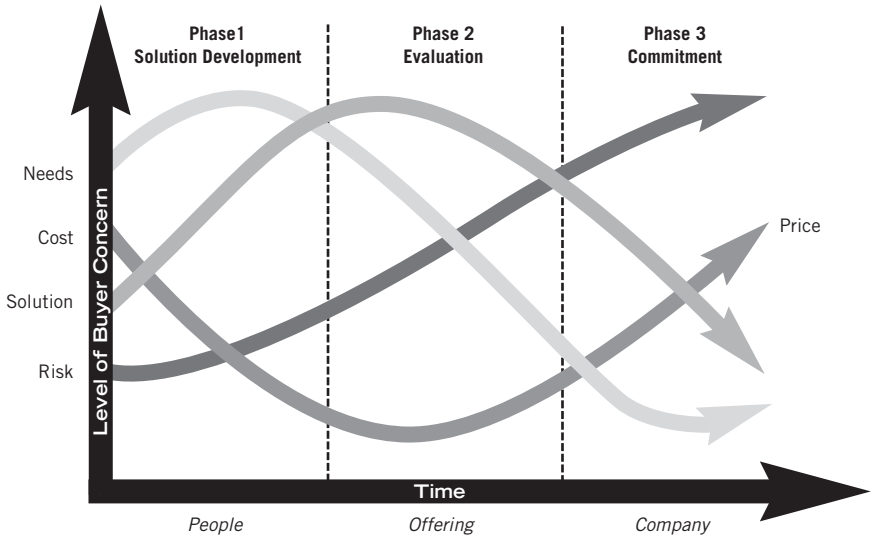 Phase1
Solution Development
Phase 2
Evaluation
Phase 3
Commitment
Needs
Cost
Solution
Risk
Level of Buyer Concern
Price
Time
People
Offering
Company